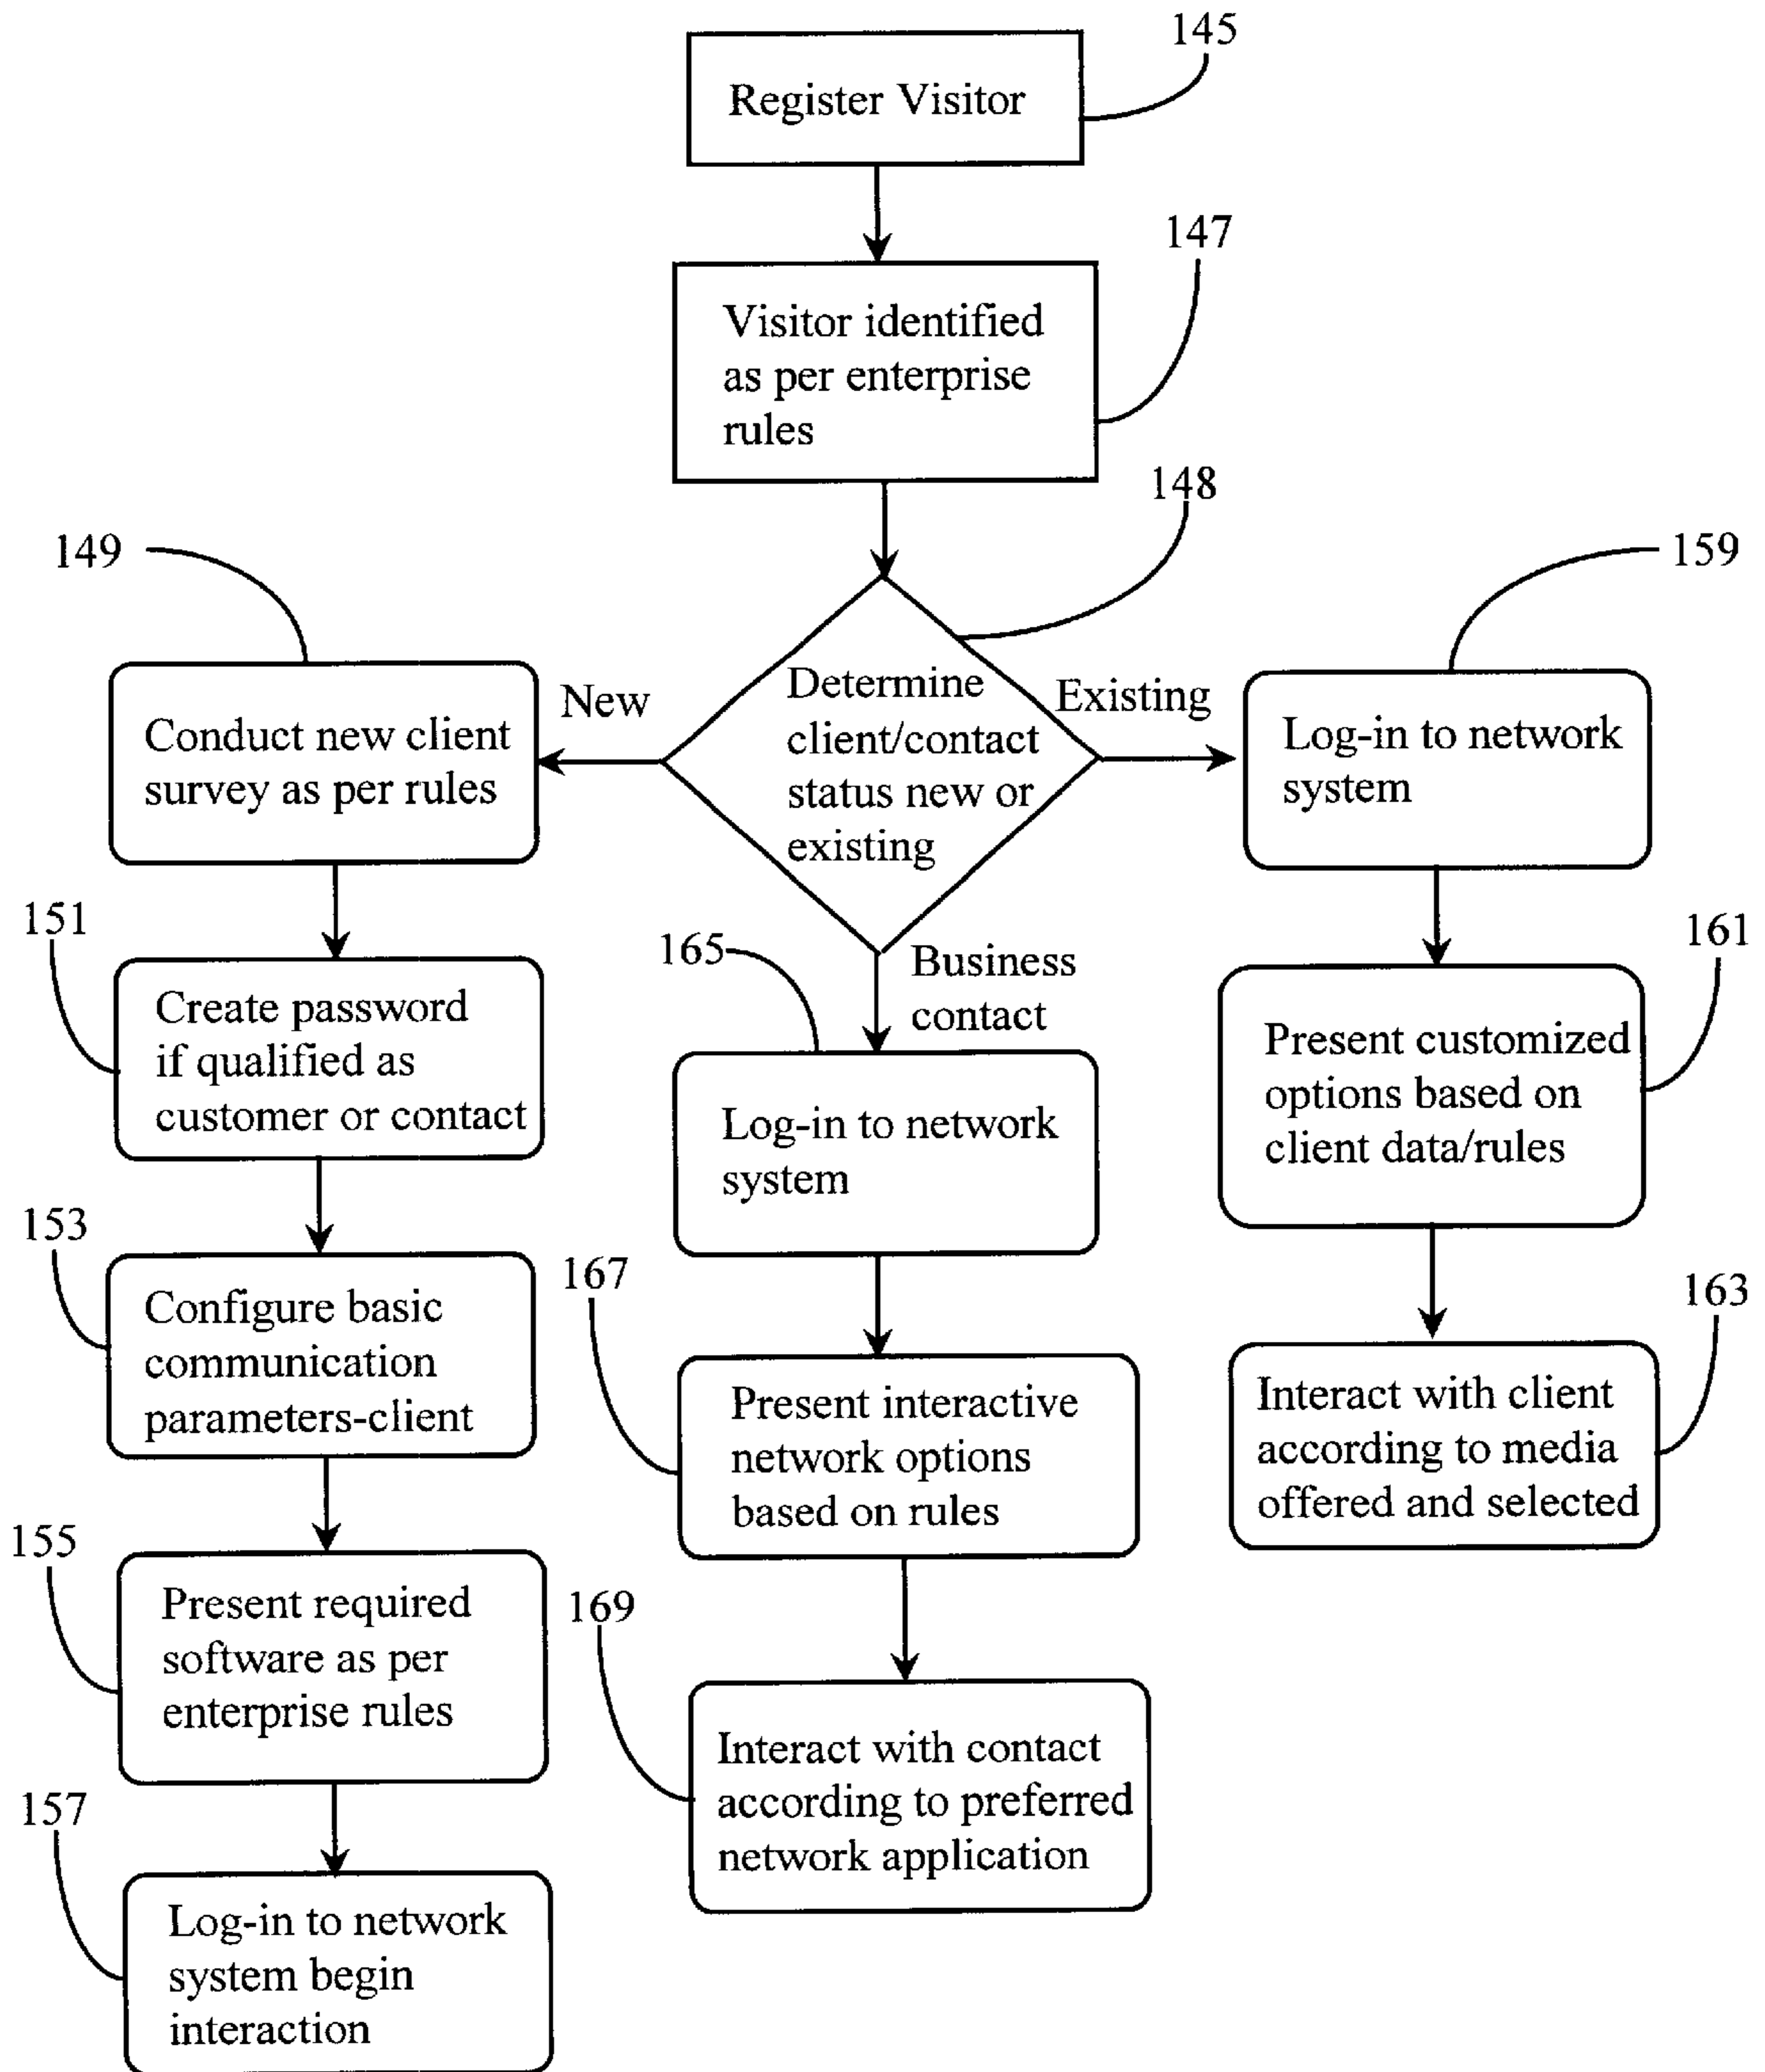 145
Register Visitor
147
Visitor identified
as per enterprise
rules
148
149
159
New
Existing
Determine
client/contact
status new or
existing
Conduct new client
survey as per rules
Log-in to network
system
151
165
Business
contact
161
Create password
if qualified as
customer or contact
Log-in to network
system
Present customized
options based on
client data/rules
153
167
163
Configure basic
communication
parameters-client
Present interactive
network options
based on rules
Interact with client
according to media
offered and selected
155
169
Present required
software as per
enterprise rules
Interact with contact
according to preferred
network application
157
Log-in to network
system begin
interaction